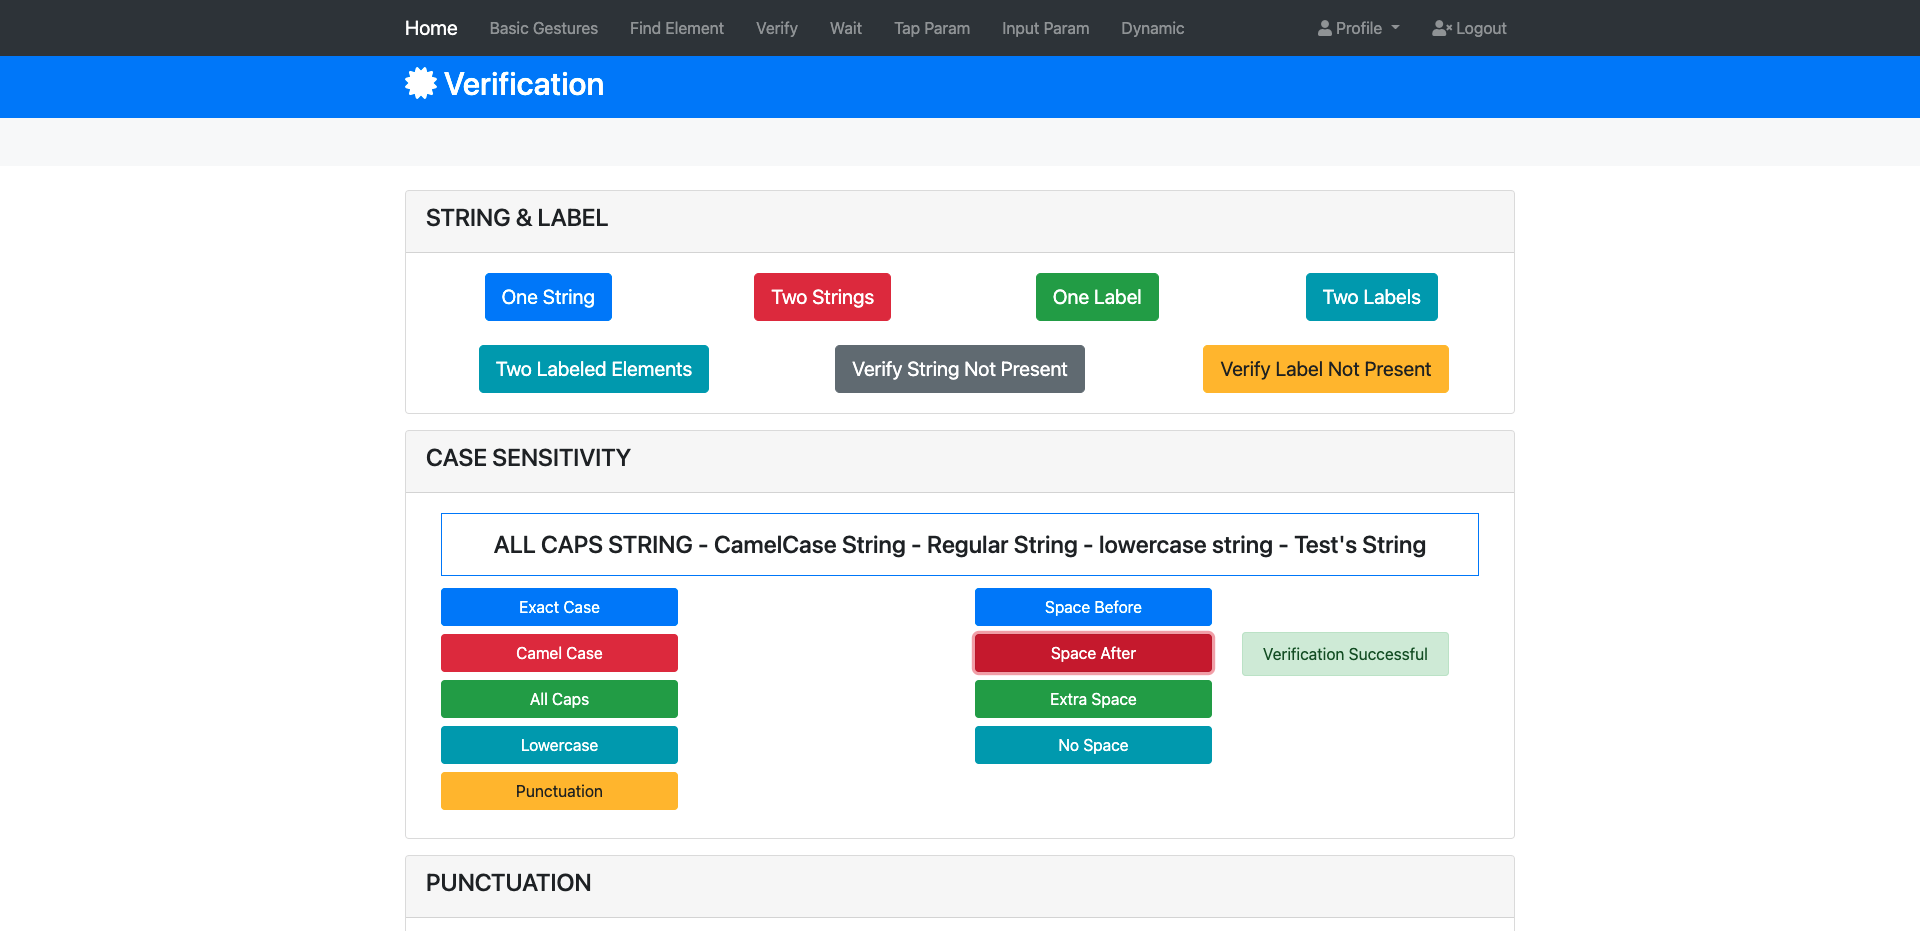 Home Basic Gestures Find Element Verify Wait Tap Param Input Param Dynamic Profile Logout
Verification
STRING & LABEL
One String Two Strings One Label Two Labels
Two Labeled Elements Verify String Not Present Verify Label Not Present
CASE SENSITIVITY
ALL CAPS STRING - CamelCase String - Regular String - lowercase string - Test's String
Exact Case Space Before
Camel Case Space After Verification Successful
All Caps Extra Space
Lowercase No Space
Punctuation
PUNCTUATION